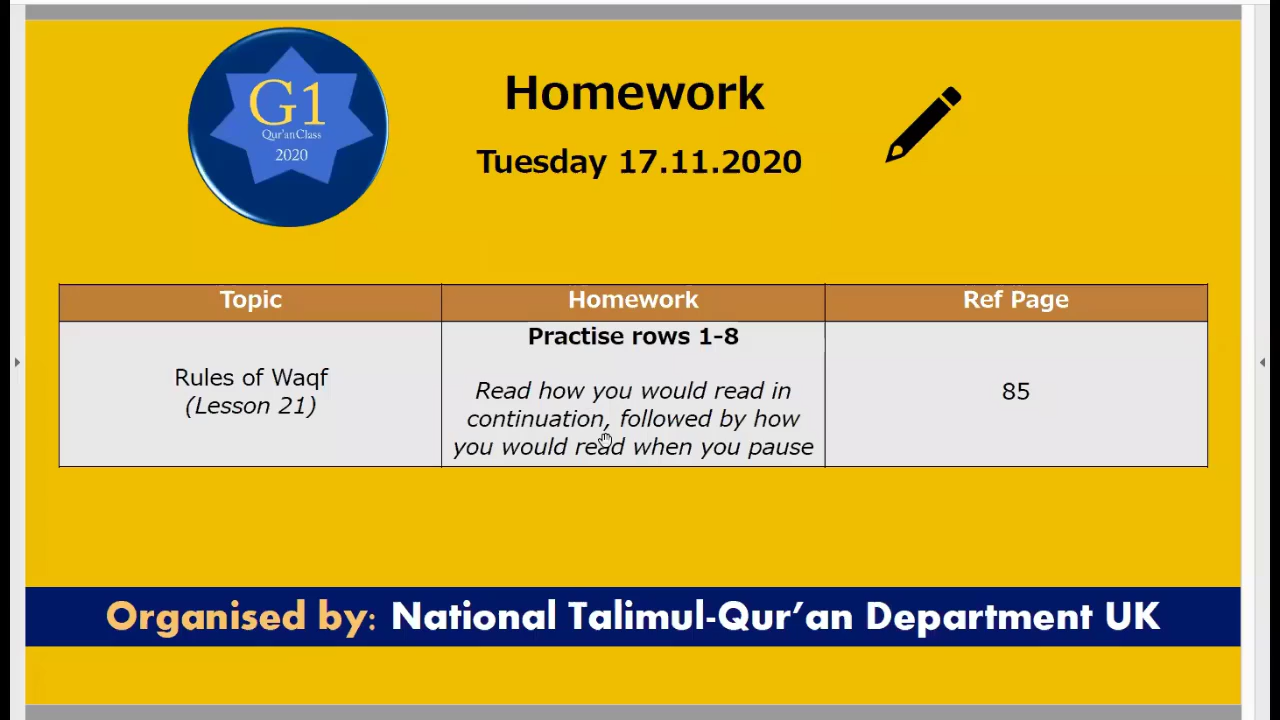 G1
Qur'an Class
2020
Homework
Tuesday 17.11.2020
Topic
Homework
Ref Page
Rules of Waqf
(Lesson 21)
Practise rows 1-8
Read how you would read in
continuation, followed by how
you would read when you pause
85
Organised by: National Talimul-Qur’an Department UK